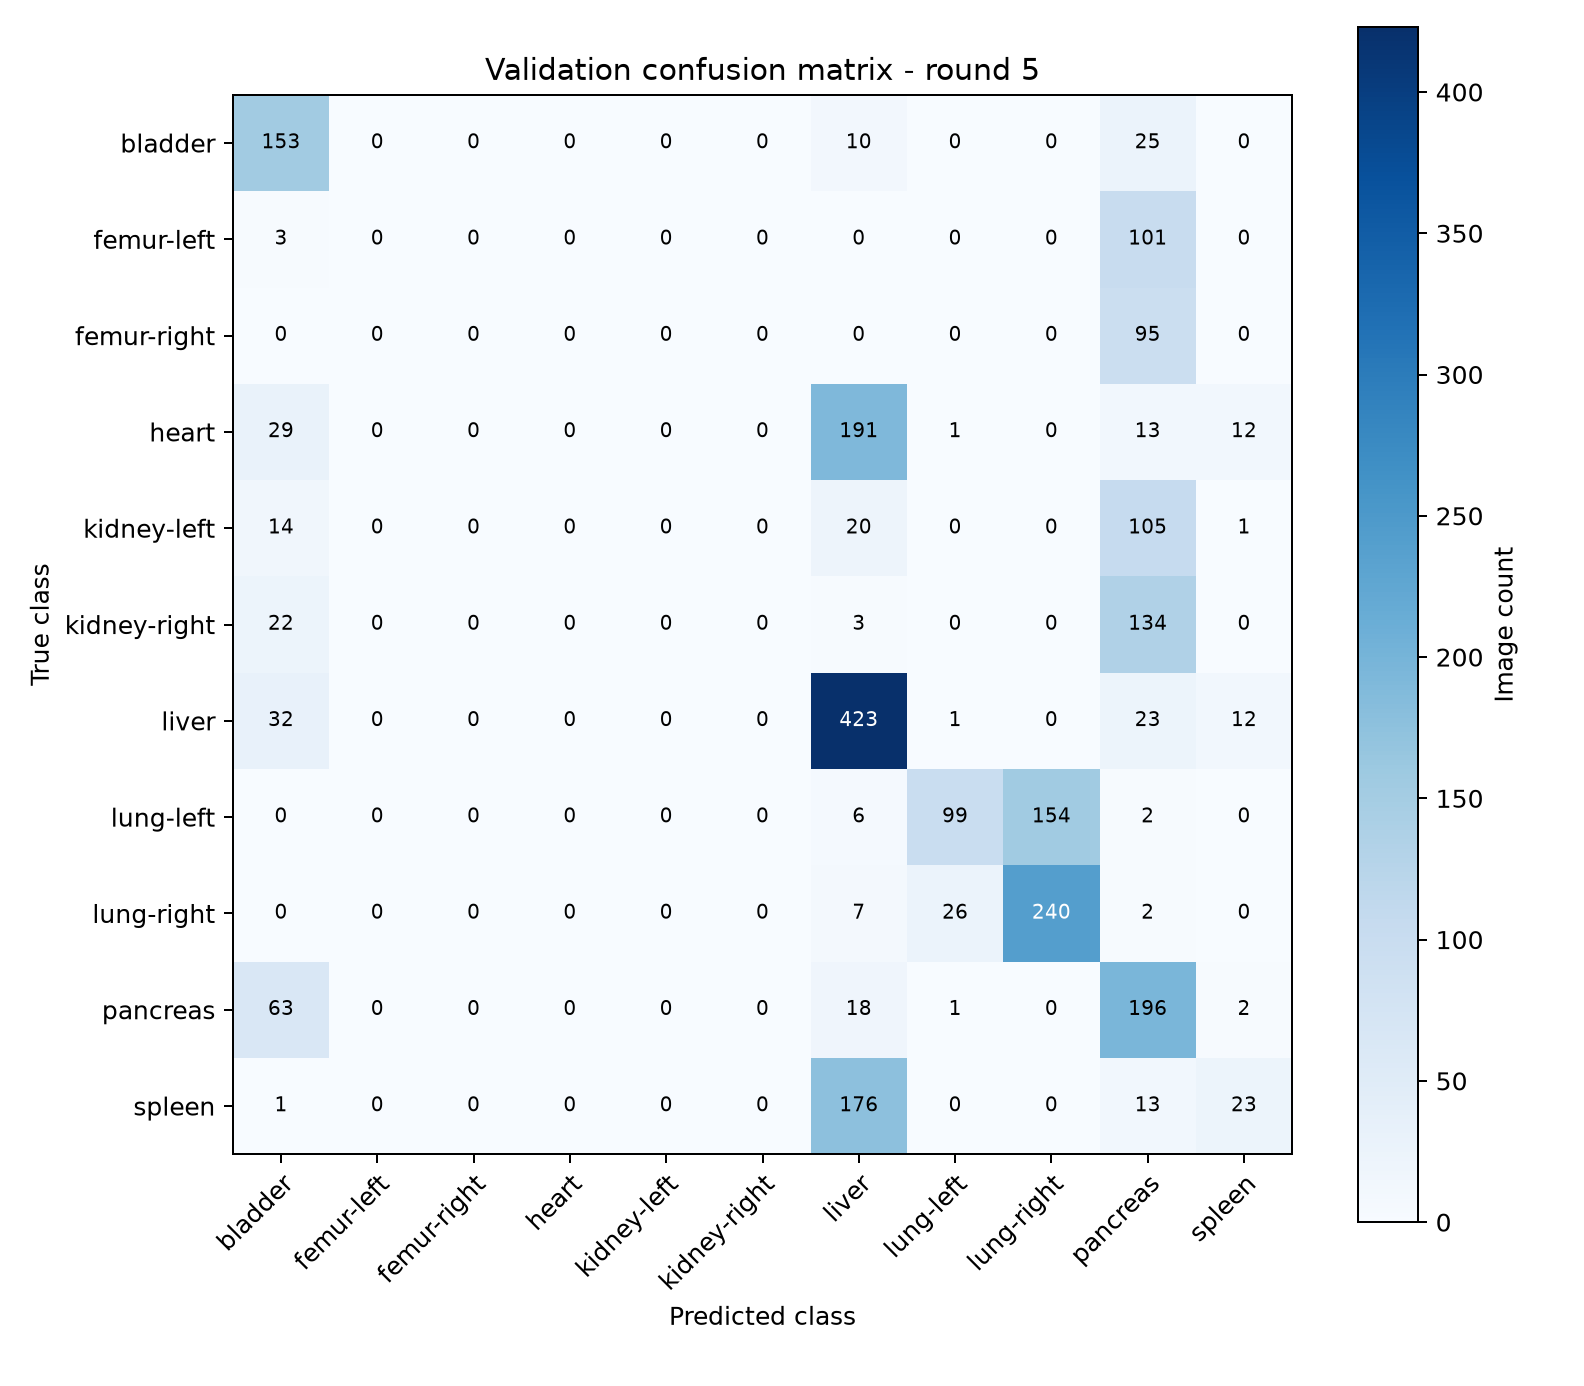 Validation confusion matrix - round 5
True class
bladder 153 0 0 0 0 0 10 0 0 25 0
femur-left 3 0 0 0 0 0 0 0 0 101 0
femur-right 0 0 0 0 0 0 0 0 0 95 0
heart 29 0 0 0 0 0 191 1 0 13 12
kidney-left 14 0 0 0 0 0 20 0 0 105 1
kidney-right 22 0 0 0 0 0 3 0 0 134 0
liver 32 0 0 0 0 0 423 1 0 23 12
lung-left 0 0 0 0 0 0 6 99 154 2 0
lung-right 0 0 0 0 0 0 7 26 240 2 0
pancreas 63 0 0 0 0 0 18 1 0 196 2
spleen 1 0 0 0 0 0 176 0 0 13 23
bladder femur-left femur-right heart kidney-left kidney-right liver lung-left lung-right pancreas spleen
Predicted class
400
350
300
250
200
150
100
50
0
Image count